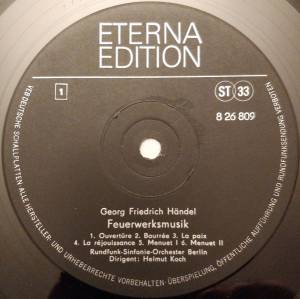 ETERNA
EDITION
1
ST 33
8 26 809
Georg Friedrich Händel
Feuerwerksmusik
1. Ouvertüre 2. Bourrée 3. La paix
4. La réjouissance 5. Menuet I 6. Menuet II
Rundfunk-Sinfonie-Orchester Berlin
Dirigent: Helmut Koch
VEB DEUTSCHE SCHALLPLATTEN ALLE HERSTELLER- UND URHEBERRECHTE VORBEHALTEN · ÜBERSPIELUNG, ÖFFENTLICHE AUFFÜHRUNG UND RUNDFUNKSENDUNG VERBOTEN